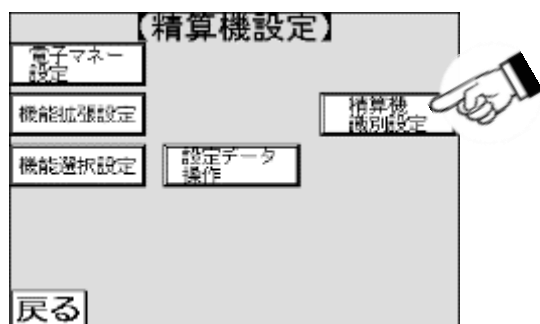 【精算機設定】
電子マネー
設定
機能拡張設定
精算機
識別設定
機能選択設定
設定データ
操作
戻る